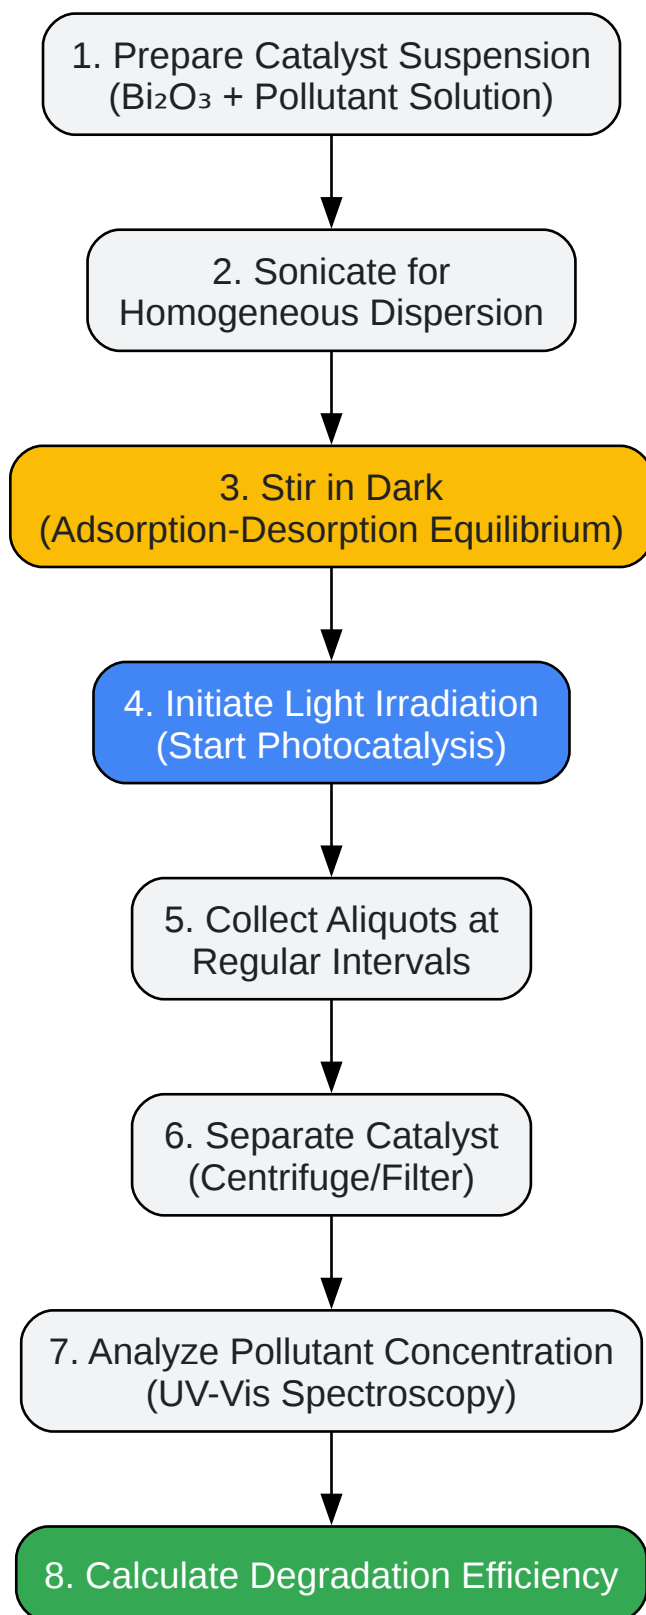 1. Prepare Catalyst Suspension
(Bi₂O₃ + Pollutant Solution)
2. Sonicate for
Homogeneous Dispersion
3. Stir in Dark
(Adsorption-Desorption Equilibrium)
4. Initiate Light Irradiation
(Start Photocatalysis)
5. Collect Aliquots at
Regular Intervals
6. Separate Catalyst
(Centrifuge/Filter)
7. Analyze Pollutant Concentration
(UV-Vis Spectroscopy)
8. Calculate Degradation Efficiency